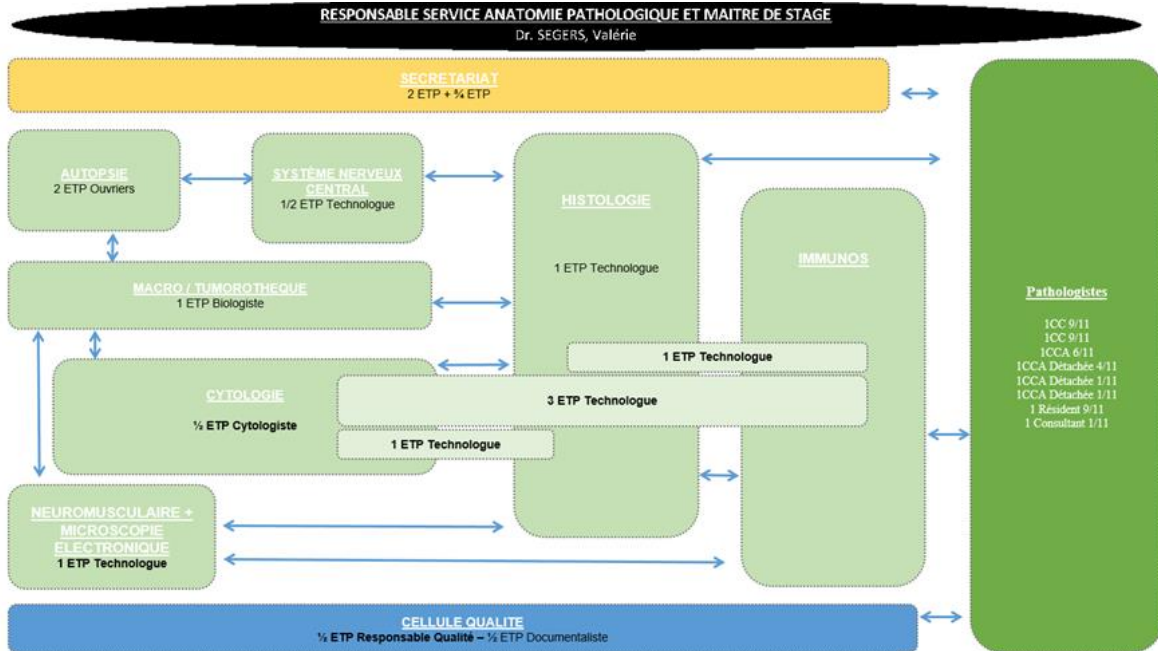 RESPONSABLE SERVICE ANATOMIE PATHOLOGIQUE ET MAITRE DE STAGE
Dr. SEGERS, Valérie
SECRETARIAT
2 ETP + ¾ ETP
AUTOPSIE
2 ETP Ouvriers
SYSTÈME NERVEUX
CENTRAL
1/2 ETP Technologue
HISTOLOGIE
1 ETP Technologue
IMMUNOS
MACRO / TUMOROTHEQUE
1 ETP Biologiste
1 ETP Technologue
CYTOLOGIE
½ ETP Cytologiste
3 ETP Technologue
1 ETP Technologue
NEUROMUSCULAIRE +
MICROSCOPIE
ELECTRONIQUE
1 ETP Technologue
Pathologistes
1CC 9/11
1CC 9/11
1CCA 6/11
1CCA Détachée 4/11
1CCA Détachée 1/11
1CCA Détachée 1/11
1 Résident 9/11
1 Consultant 1/11
CELLULE QUALITE
½ ETP Responsable Qualité – ½ ETP Documentaliste